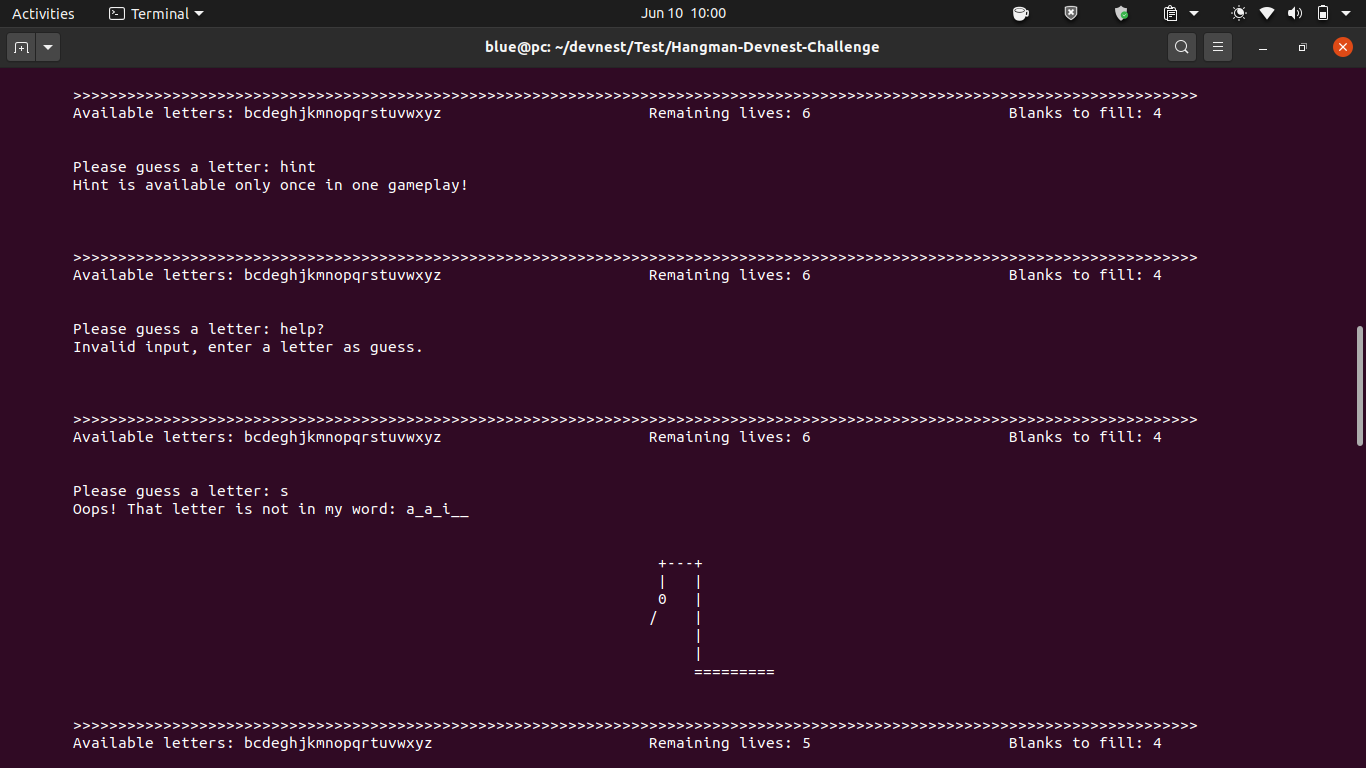 Activities Terminal Jun 10 10:00
blue@pc: ~/devnest/Test/Hangman-Devnest-Challenge
>>>>>>>>>>>>>>>>>>>>>>>>>>>>>>>>>>>>>>>>>>>>>>>>>>>>>>>>>>>>>>>>>>>>>>>>>>>>>>>>>>>>>>>>>>>>>>>>>>>>>>>>>>>>>>>>>>>>>>>>>>>>>
Available letters: bcdeghjkmnopqrstuvwxyz Remaining lives: 6 Blanks to fill: 4
Please guess a letter: hint
Hint is available only once in one gameplay!
>>>>>>>>>>>>>>>>>>>>>>>>>>>>>>>>>>>>>>>>>>>>>>>>>>>>>>>>>>>>>>>>>>>>>>>>>>>>>>>>>>>>>>>>>>>>>>>>>>>>>>>>>>>>>>>>>>>>>>>>>>>>>
Available letters: bcdeghjkmnopqrstuvwxyz Remaining lives: 6 Blanks to fill: 4
Please guess a letter: help?
Invalid input, enter a letter as guess.
>>>>>>>>>>>>>>>>>>>>>>>>>>>>>>>>>>>>>>>>>>>>>>>>>>>>>>>>>>>>>>>>>>>>>>>>>>>>>>>>>>>>>>>>>>>>>>>>>>>>>>>>>>>>>>>>>>>>>>>>>>>>>
Available letters: bcdeghjkmnopqrstuvwxyz Remaining lives: 6 Blanks to fill: 4
Please guess a letter: s
Oops! That letter is not in my word: a_a_i__
+---+
|   |
0   |
/    |
|
|
=========
>>>>>>>>>>>>>>>>>>>>>>>>>>>>>>>>>>>>>>>>>>>>>>>>>>>>>>>>>>>>>>>>>>>>>>>>>>>>>>>>>>>>>>>>>>>>>>>>>>>>>>>>>>>>>>>>>>>>>>>>>>>>>
Available letters: bcdeghjkmnopqrtuvwxyz Remaining lives: 5 Blanks to fill: 4